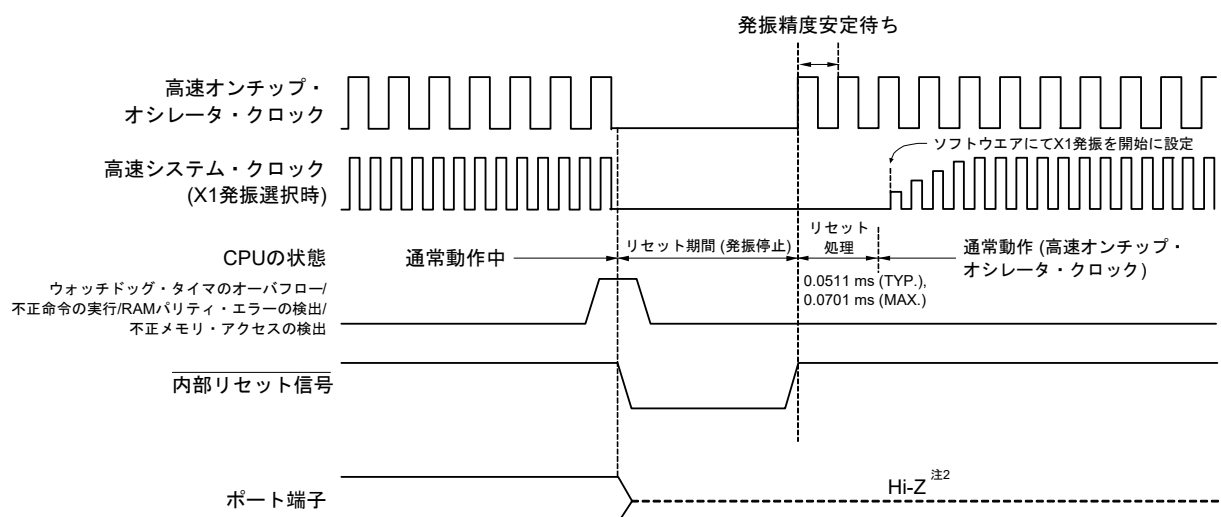 発振精度安定待ち
高速オンチップ・
オシレータ・クロック
ソフトウエアにてX1発振を開始に設定
高速システム・クロック
(X1発振選択時)
CPUの状態
通常動作中
リセット期間 (発振停止)
リセット
処理
0.0511 ms (TYP.),
0.0701 ms (MAX.)
通常動作 (高速オンチップ・
オシレータ・クロック)
ウォッチドッグ・タイマのオーバフロー/
不正命令の実行/RAMパリティ・エラーの検出/
不正メモリ・アクセスの検出
内部リセット信号
ポート端子
Hi-Z 注2